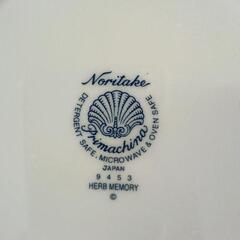 Noritake
Primachina
DETERGENT SAFE, MICROWAVE & OVEN SAFE
JAPAN
9453
HERB MEMORY
©